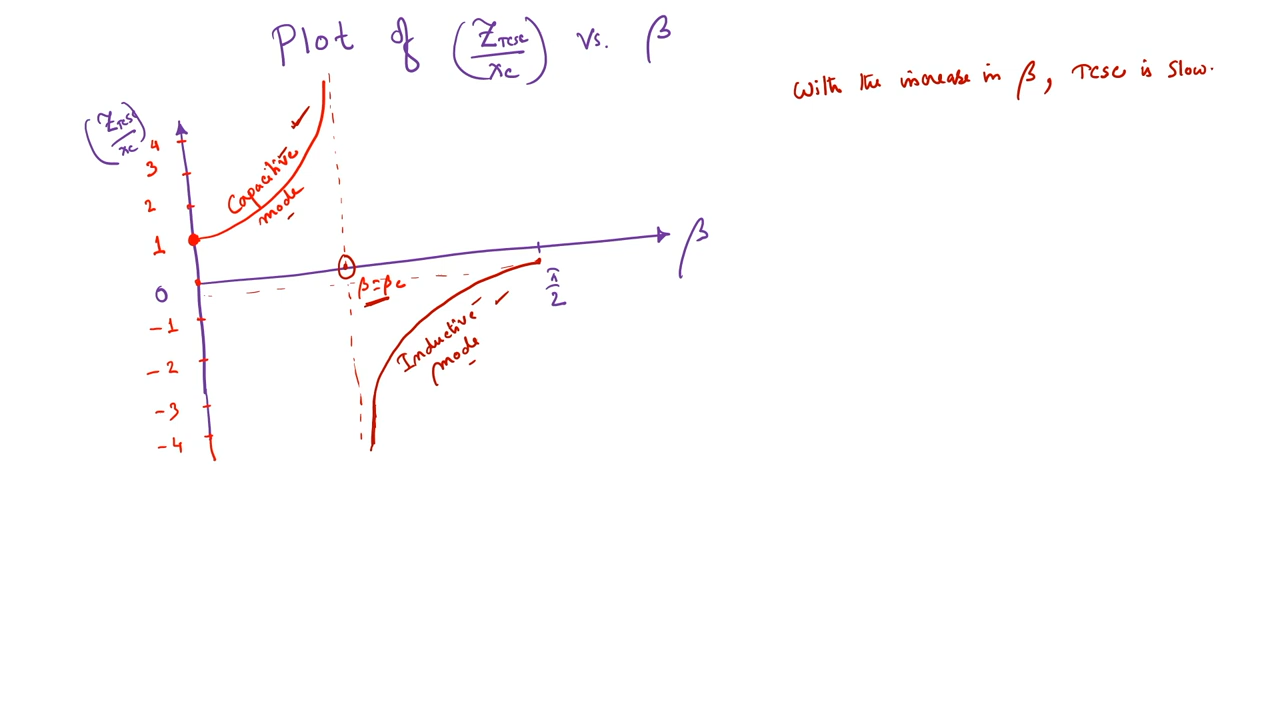 Plot of (Z_TCSC / x_C) vs. β
With the increase in β, TCSC is slow.
(Z_TCSC / x_C)
4
3
2
1
0
-1
-2
-3
-4
Capacitive
mode
β
β=βc
π/2
Inductive
mode